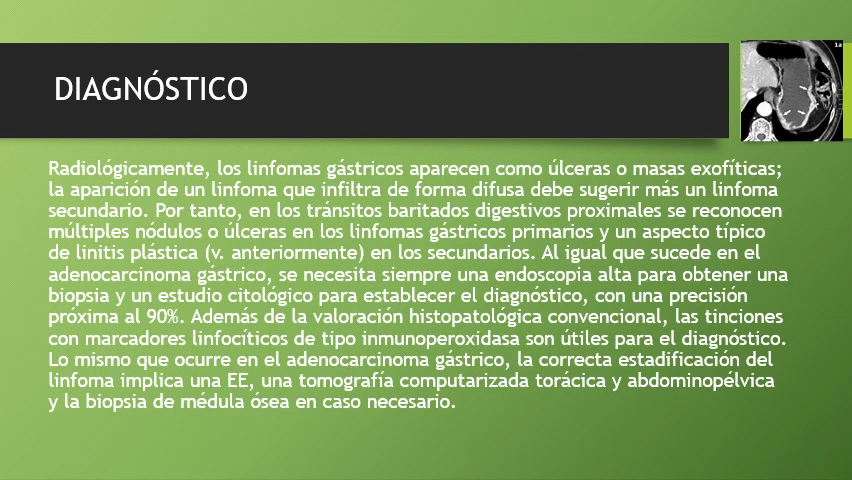 DIAGNÓSTICO
1a
Radiológicamente, los linfomas gástricos aparecen como úlceras o masas exofíticas;
la aparición de un linfoma que infiltra de forma difusa debe sugerir más un linfoma
secundario. Por tanto, en los tránsitos baritados digestivos proximales se reconocen
múltiples nódulos o úlceras en los linfomas gástricos primarios y un aspecto típico
de linitis plástica (v. anteriormente) en los secundarios. Al igual que sucede en el
adenocarcinoma gástrico, se necesita siempre una endoscopia alta para obtener una
biopsia y un estudio citológico para establecer el diagnóstico, con una precisión
próxima al 90%. Además de la valoración histopatológica convencional, las tinciones
con marcadores linfocíticos de tipo inmunoperoxidasa son útiles para el diagnóstico.
Lo mismo que ocurre en el adenocarcinoma gástrico, la correcta estadificación del
linfoma implica una EE, una tomografía computarizada torácica y abdominopélvica
y la biopsia de médula ósea en caso necesario.